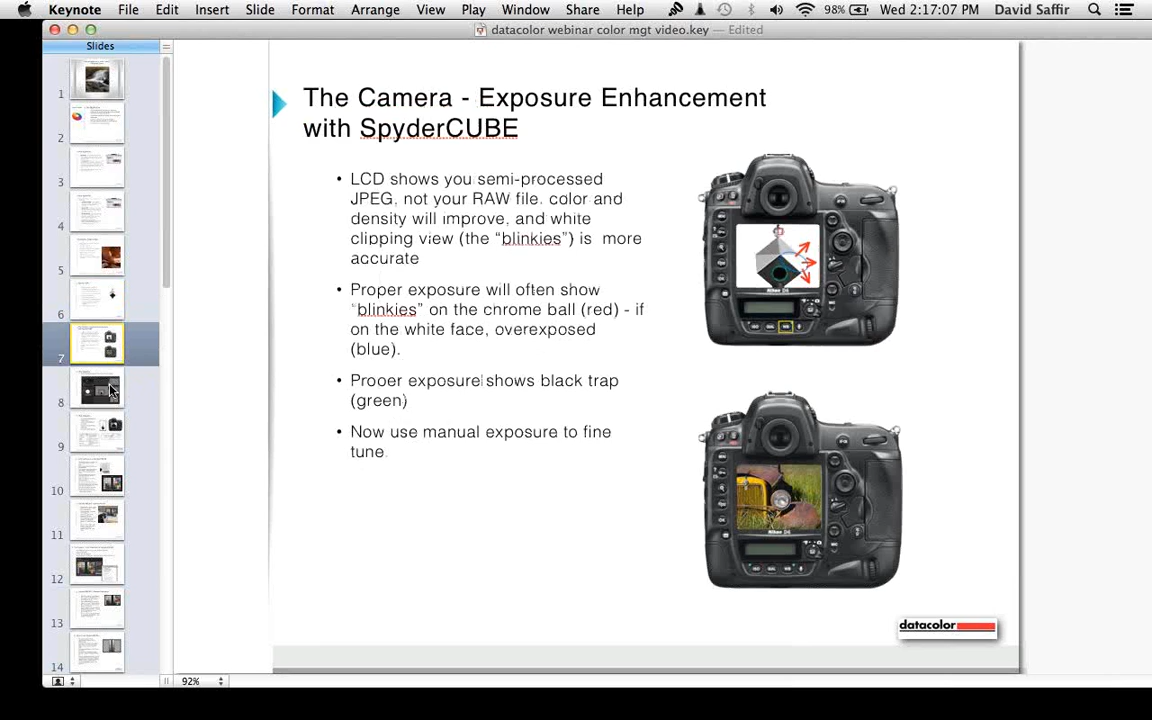 Keynote File Edit Insert Slide Format Arrange View Play Window Share Help 98% Wed 2:17:07 PM David Saffir
datacolor webinar color mgt video.key — Edited
Slides
The Camera - Exposure Enhancement
with SpyderCUBE
• LCD shows you semi-processed
JPEG, not your RAW file. color and
density will improve, and white
clipping view (the “blinkies”) is more
accurate
• Proper exposure will often show
“blinkies” on the chrome ball (red) - if
on the white face, overexposed
(blue).
• Prooer exposure shows black trap
(green)
• Now use manual exposure to fine
tune.
Nikon
Nikon
datacolor
1
2
3
4
5
6
7
8
9
10
11
12
13
14
92%